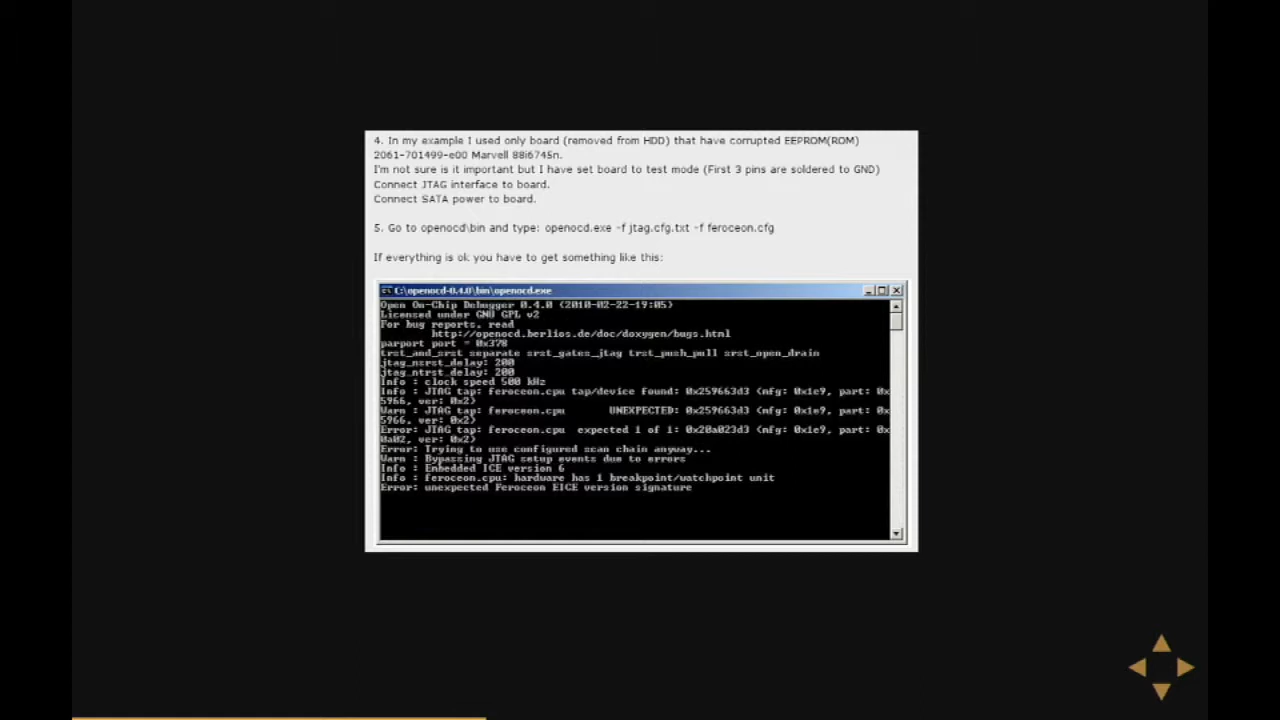 4. In my example I used only board (removed from HDD) that have corrupted EEPROM(ROM)
2061-701499-e00 Marvell 88i6745n.
I'm not sure is it important but I have set board to test mode (First 3 pins are soldered to GND)
Connect JTAG interface to board.
Connect SATA power to board.
5. Go to openocd\bin and type: openocd.exe -f jtag.cfg.txt -f feroceon.cfg
If everything is ok you have to get something like this:
C:\openocd-0.4.0\bin\openocd.exe
Open On-Chip Debugger 0.4.0 (2010-02-22-19:05)
Licensed under GNU GPL v2
For bug reports, read
http://openocd.berlios.de/doc/doxygen/bugs.html
parport port = 0x378
trst_and_srst separate srst_gates_jtag trst_push_pull srst_open_drain
jtag_nsrst_delay: 200
jtag_ntrst_delay: 200
Info : clock speed 500 kHz
Info : JTAG tap: feroceon.cpu tap/device found: 0x259663d3 (mfg: 0x1e9, part: 0x
5966, ver: 0x2)
Warn : JTAG tap: feroceon.cpu UNEXPECTED: 0x259663d3 (mfg: 0x1e9, part: 0x
5966, ver: 0x2)
Error: JTAG tap: feroceon.cpu expected 1 of 1: 0x20a023d3 (mfg: 0x1e9, part: 0x
0a02, ver: 0x2)
Error: Trying to use configured scan chain anyway...
Warn : Bypassing JTAG setup events due to errors
Info : Embedded ICE version 6
Info : feroceon.cpu: hardware has 1 breakpoint/watchpoint unit
Error: unexpected Feroceon EICE version signature